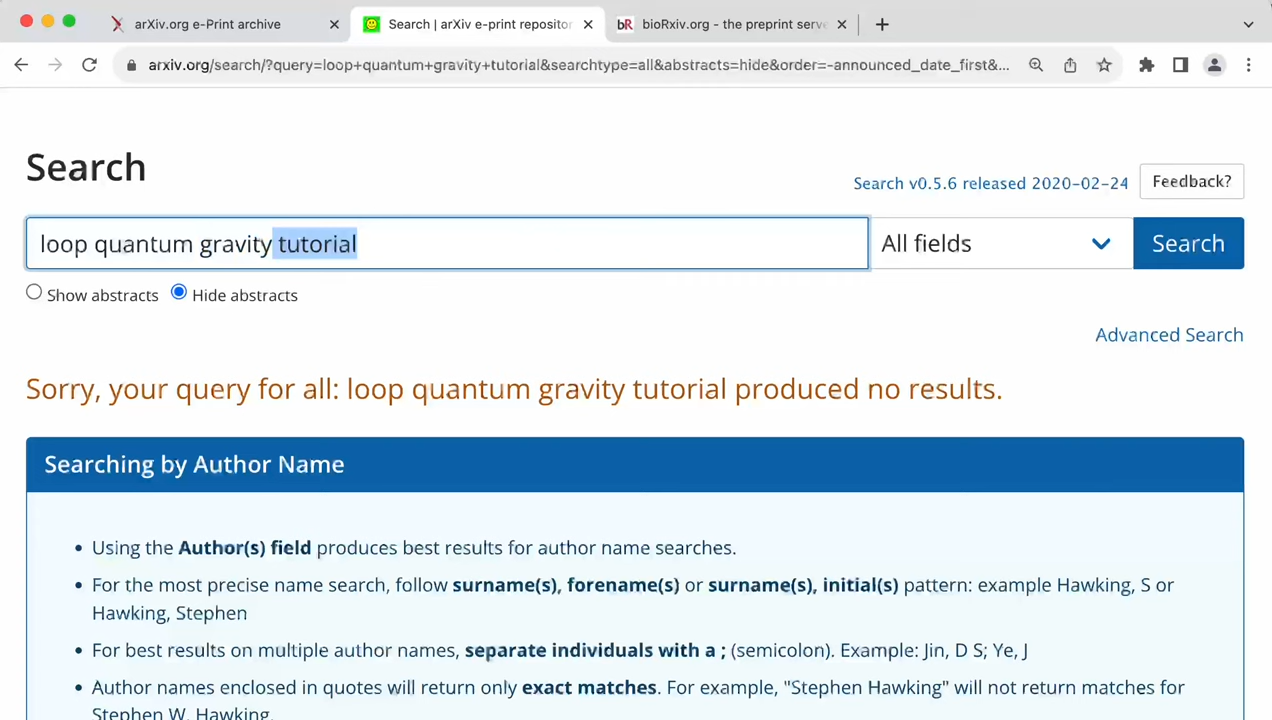 arXiv.org e-Print archive
Search | arXiv e-print repositor
bR bioRxiv.org - the preprint serve
arxiv.org/search/?query=loop+quantum+gravity+tutorial&searchtype=all&abstracts=hide&order=-announced_date_first&...
Search
Search v0.5.6 released 2020-02-24
Feedback?
loop quantum gravity tutorial
All fields
Search
Show abstracts
Hide abstracts
Advanced Search
Sorry, your query for all: loop quantum gravity tutorial produced no results.
Searching by Author Name
• Using the Author(s) field produces best results for author name searches.
• For the most precise name search, follow surname(s), forename(s) or surname(s), initial(s) pattern: example Hawking, S or
Hawking, Stephen
• For best results on multiple author names, separate individuals with a ; (semicolon). Example: Jin, D S; Ye, J
• Author names enclosed in quotes will return only exact matches. For example, "Stephen Hawking" will not return matches for
Stephen W. Hawking.